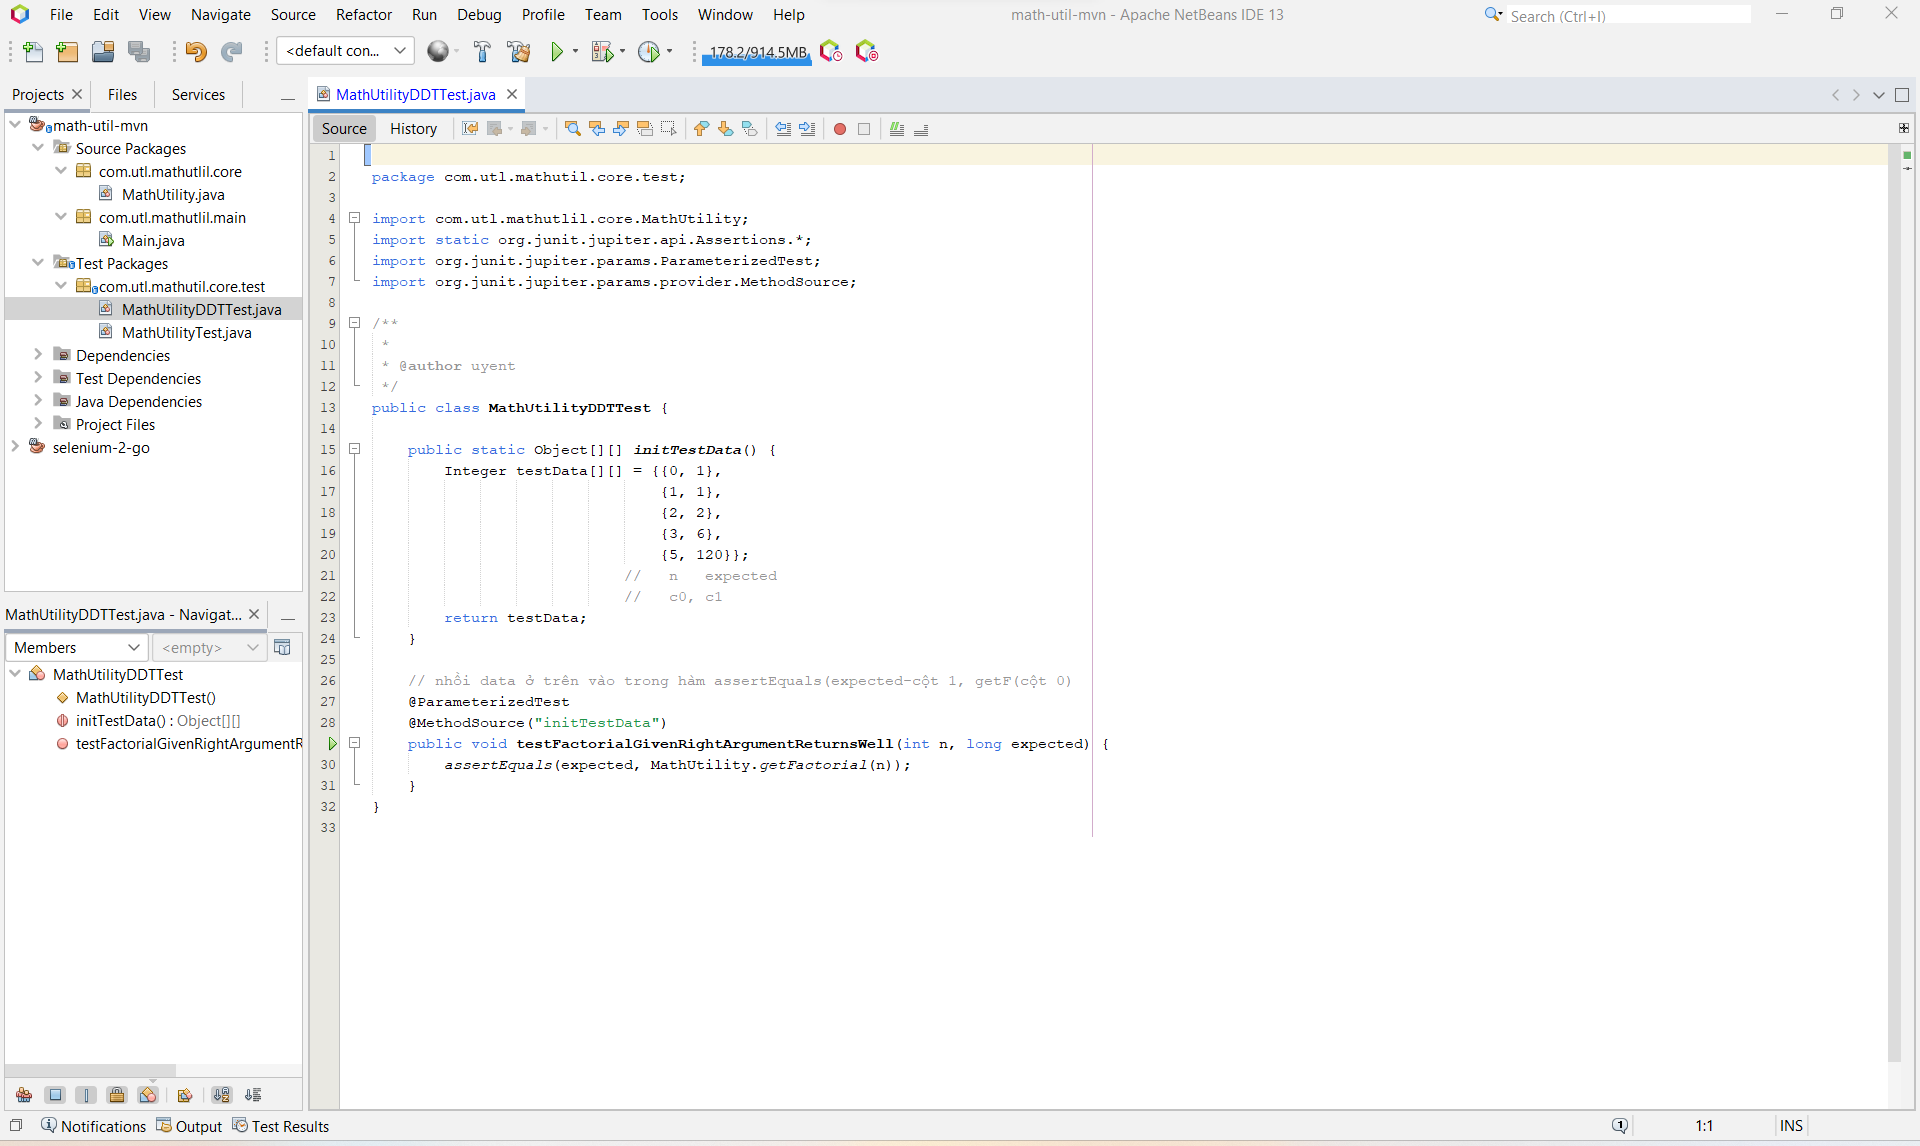 File Edit View Navigate Source Refactor Run Debug Profile Team Tools Window Help
math-util-mvn - Apache NetBeans IDE 13
Search (Ctrl+I)
<default con...
178.2/914.5MB
Projects Files Services
math-util-mvn
Source Packages
com.utl.mathutlil.core
MathUtility.java
com.utl.mathutlil.main
Main.java
Test Packages
com.utl.mathutil.core.test
MathUtilityDDTTest.java
MathUtilityTest.java
Dependencies
Test Dependencies
Java Dependencies
Project Files
selenium-2-go
MathUtilityDDTTest.java - Navigat...
Members <empty>
MathUtilityDDTTest
MathUtilityDDTTest()
initTestData() : Object[][]
testFactorialGivenRightArgumentR
MathUtilityDDTTest.java
Source History
1
2 package com.utl.mathutil.core.test;
3
4 import com.utl.mathutlil.core.MathUtility;
5 import static org.junit.jupiter.api.Assertions.*;
6 import org.junit.jupiter.params.ParameterizedTest;
7 import org.junit.jupiter.params.provider.MethodSource;
8
9 /**
10 *
11 * @author uyent
12 */
13 public class MathUtilityDDTTest {
14
15 public static Object[][] initTestData() {
16 Integer testData[][] = {{0, 1},
17 {1, 1},
18 {2, 2},
19 {3, 6},
20 {5, 120}};
21 // n expected
22 // c0, c1
23 return testData;
24 }
25
26 // nhồi data ở trên vào trong hàm assertEquals(expected-cột 1, getF(cột 0)
27 @ParameterizedTest
28 @MethodSource("initTestData")
public void testFactorialGivenRightArgumentReturnsWell(int n, long expected) {
30 assertEquals(expected, MathUtility.getFactorial(n));
31 }
32 }
33
Notifications Output Test Results
1 1:1 INS